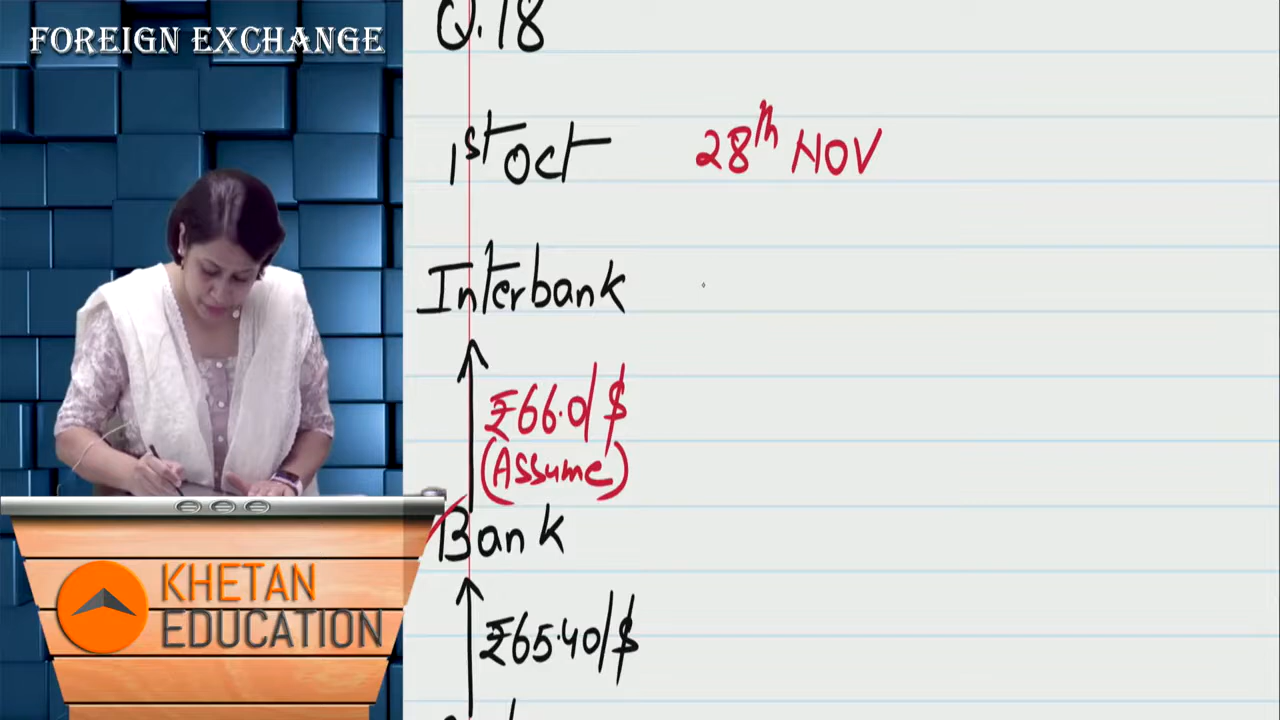 FOREIGN EXCHANGE
Q.18
1st Oct 28th NOV
Interbank
₹66.0/$
(Assume)
Bank
₹65.40/$
KHETAN
EDUCATION